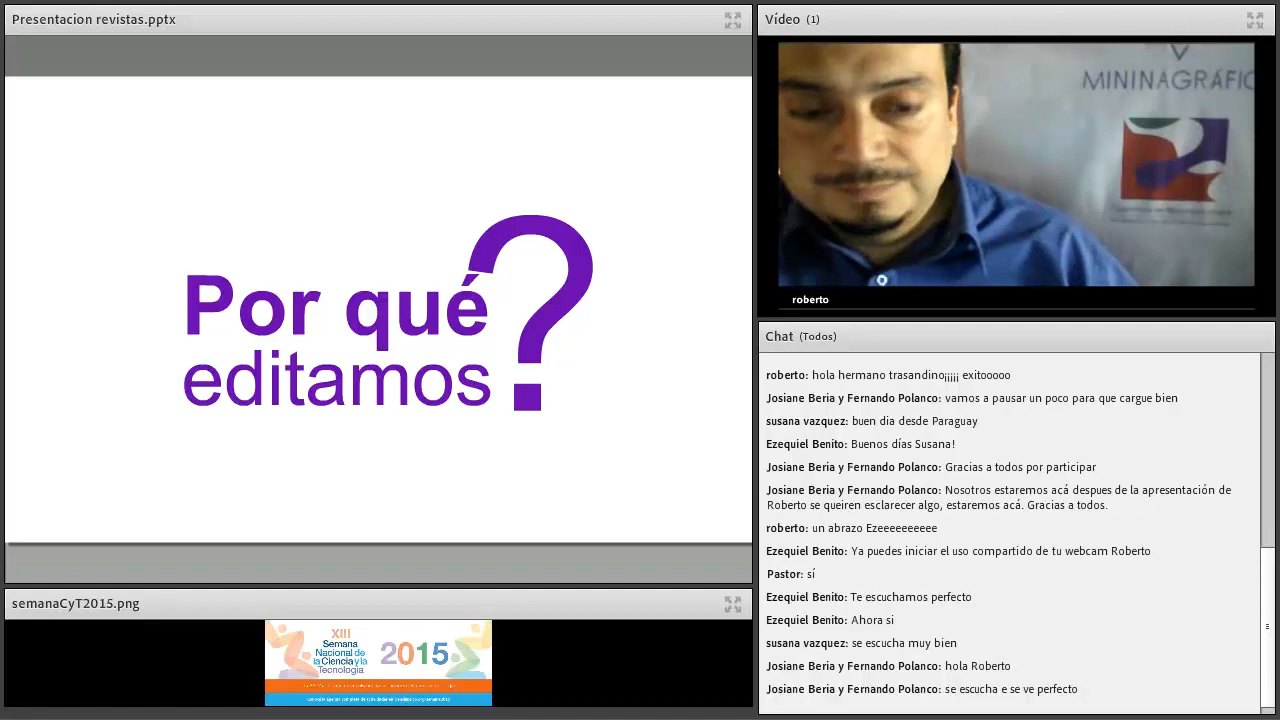 Presentacion revistas.pptx
Por qué
editamos?
semanaCyT2015.png
XIII
Semana
Nacional de
la Ciencia y la
Tecnología
2015
Vídeo (1)
MININAGRÁFIC
roberto
Chat (Todos)
roberto: hola hermano trasandino¡¡¡¡¡ exitooooo
Josiane Beria y Fernando Polanco: vamos a pausar un poco para que cargue bien
susana vazquez: buen dia desde Paraguay
Ezequiel Benito: Buenos días Susana!
Josiane Beria y Fernando Polanco: Gracias a todos por participar
Josiane Beria y Fernando Polanco: Nosotros estaremos acá despues de la apresentación de
Roberto se queiren esclarecer algo, estaremos acá. Gracias a todos.
roberto: un abrazo Ezeeeeeeeeee
Ezequiel Benito: Ya puedes iniciar el uso compartido de tu webcam Roberto
Pastor: sí
Ezequiel Benito: Te escuchamos perfecto
Ezequiel Benito: Ahora si
susana vazquez: se escucha muy bien
Josiane Beria y Fernando Polanco: hola Roberto
Josiane Beria y Fernando Polanco: se escucha e se ve perfecto